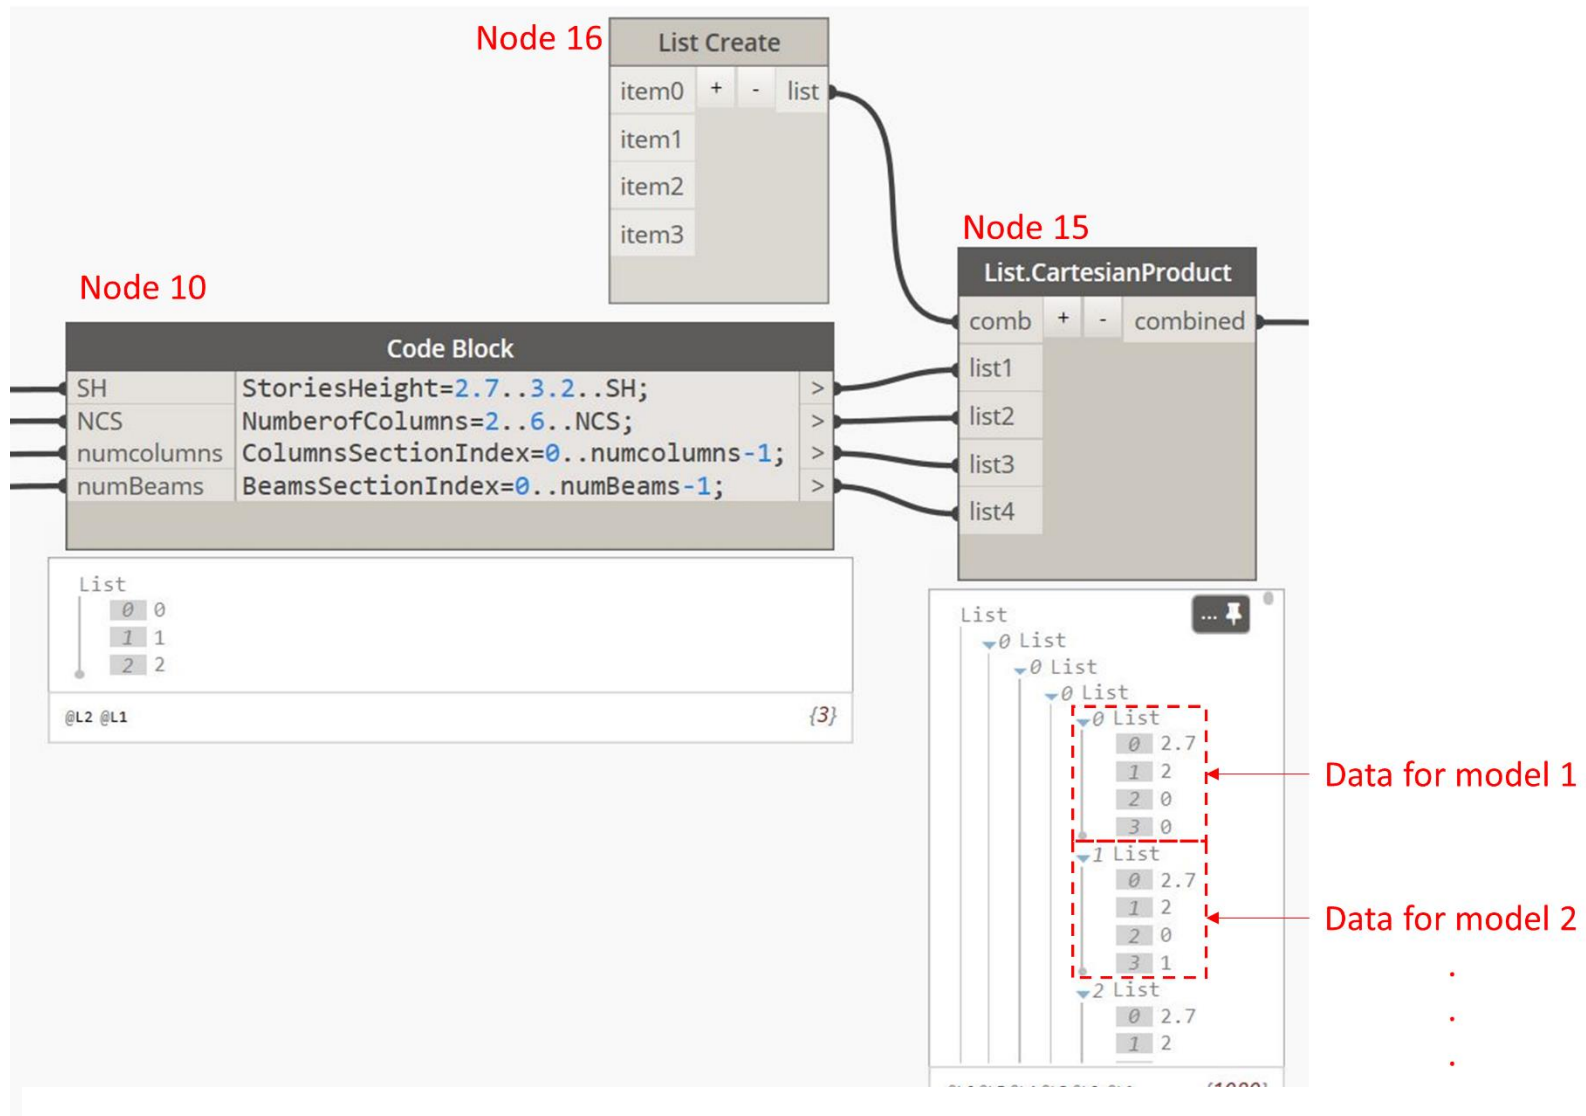 Node 16
List Create
item0 + - list
item1
item2
item3
Node 15
List.CartesianProduct
comb + - combined
list1
list2
list3
list4
Node 10
Code Block
SH StoriesHeight=2.7..3.2..SH; >
NCS NumberofColumns=2..6..NCS; >
numcolumns ColumnsSectionIndex=0..numcolumns-1; >
numBeams BeamsSectionIndex=0..numBeams-1; >
List
0 0
1 1
2 2
@L2 @L1 {3}
List ...
0 List
0 List
0 List
0 List
0 2.7
1 2
2 0
3 0
1 List
0 2.7
1 2
2 0
3 1
2 List
0 2.7
1 2
Data for model 1
Data for model 2
.
.
.